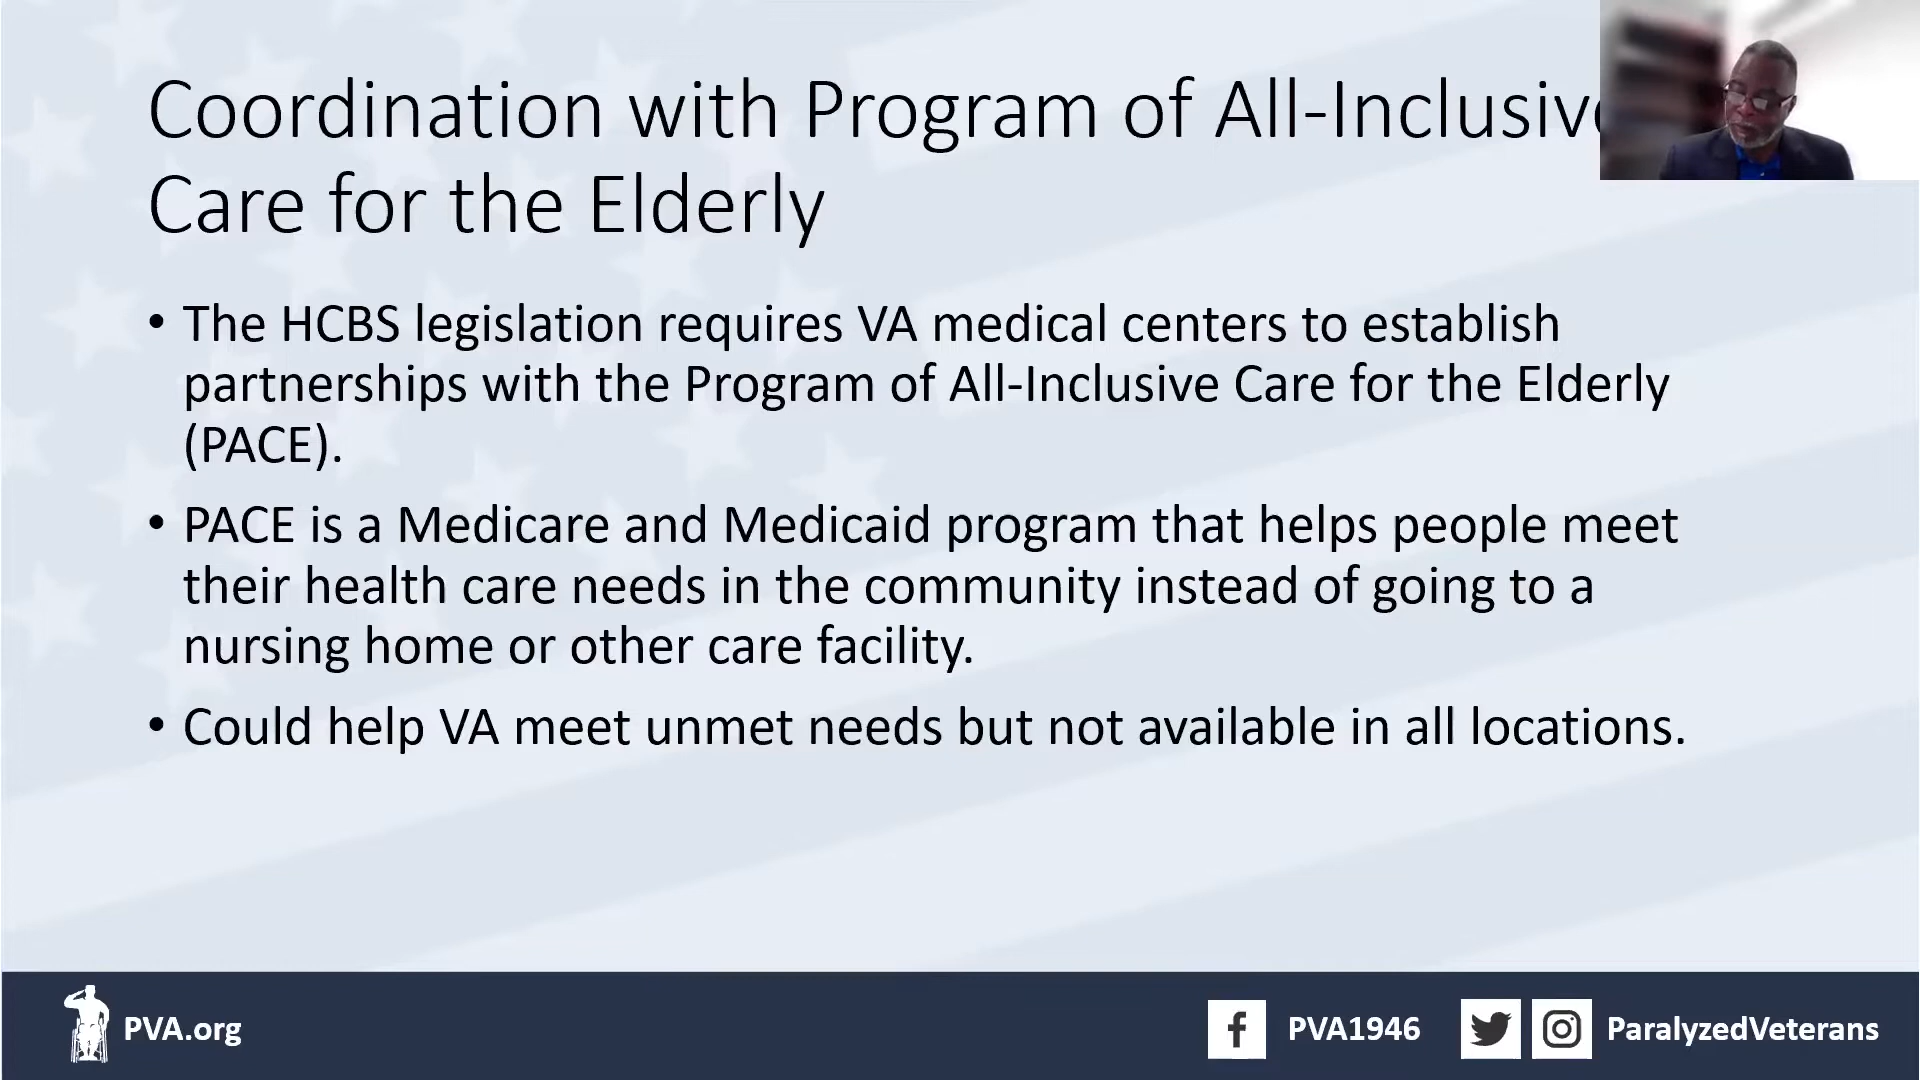 Coordination with Program of All-Inclusive
Care for the Elderly
• The HCBS legislation requires VA medical centers to establish
partnerships with the Program of All-Inclusive Care for the Elderly
(PACE).
• PACE is a Medicare and Medicaid program that helps people meet
their health care needs in the community instead of going to a
nursing home or other care facility.
• Could help VA meet unmet needs but not available in all locations.
PVA.org
PVA1946
ParalyzedVeterans